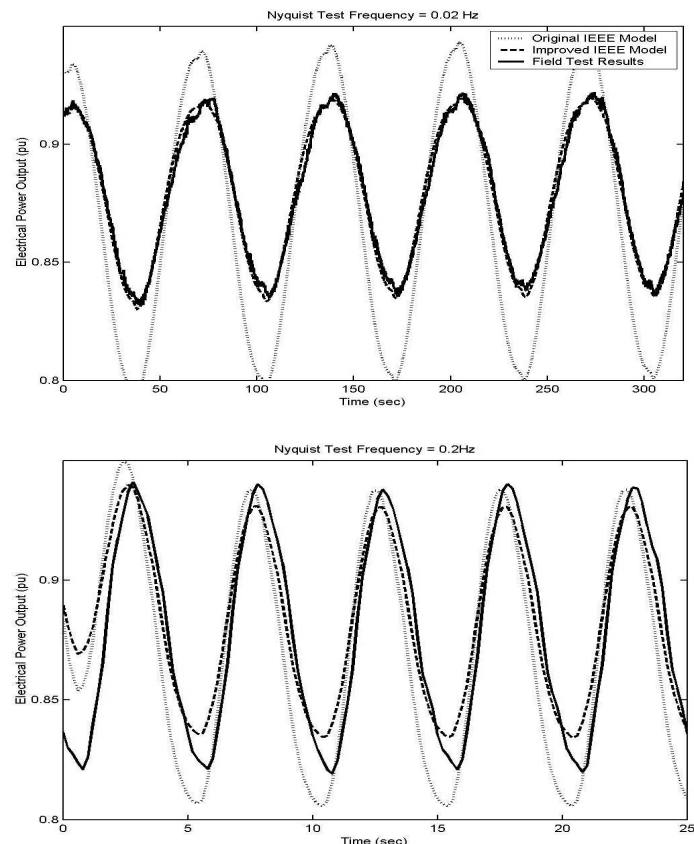 Nyquist Test Frequency = 0.02 Hz
Original IEEE Model
Improved IEEE Model
Field Test Results
Electrical Power Output (pu)
0.9
0.85
0.8
0 50 100 150 200 250 300
Time (sec)
Nyquist Test Frequency = 0.2Hz
Electrical Power Output (pu)
0.9
0.85
0.8
0 5 10 15 20 25
Time (sec)